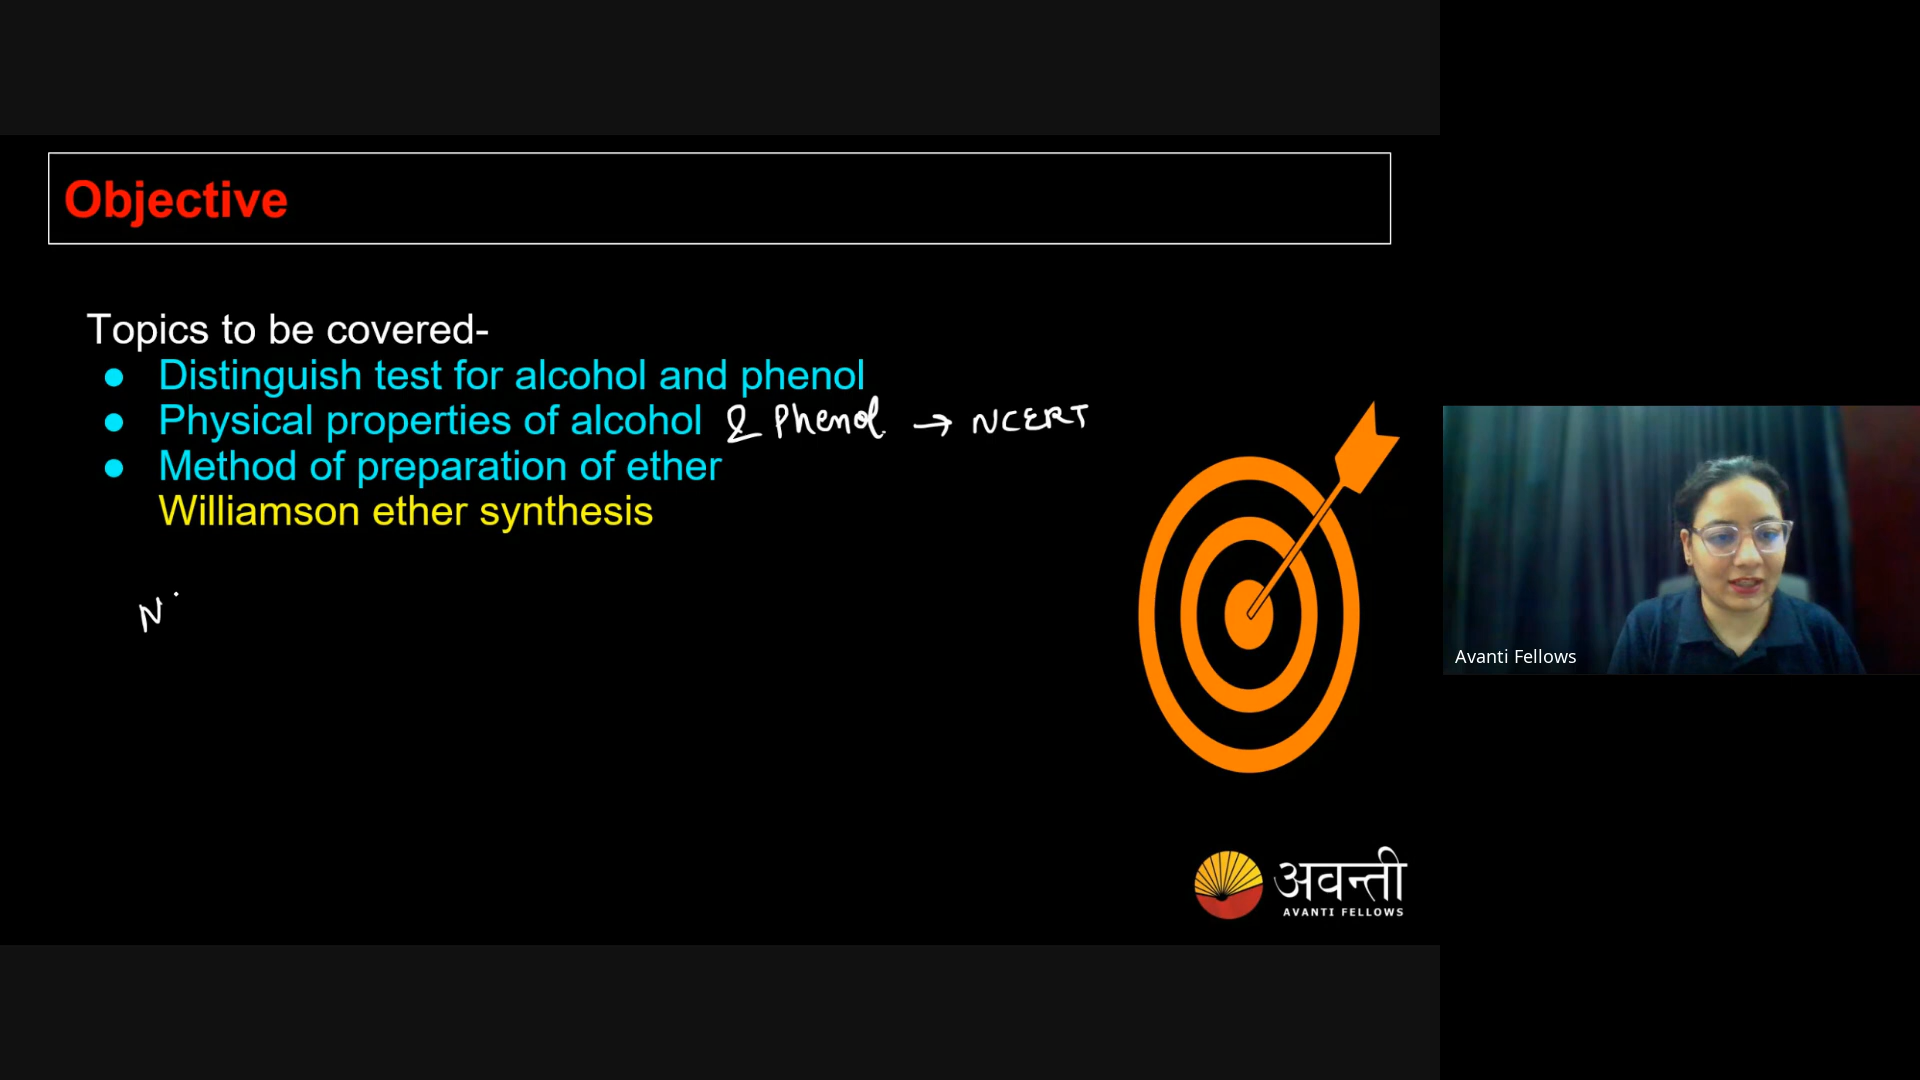 Objective
Topics to be covered-
● Distinguish test for alcohol and phenol
● Physical properties of alcohol & Phenol. → NCERT
● Method of preparation of ether
Williamson ether synthesis
N
Avanti Fellows
अवन्ती
AVANTI FELLOWS